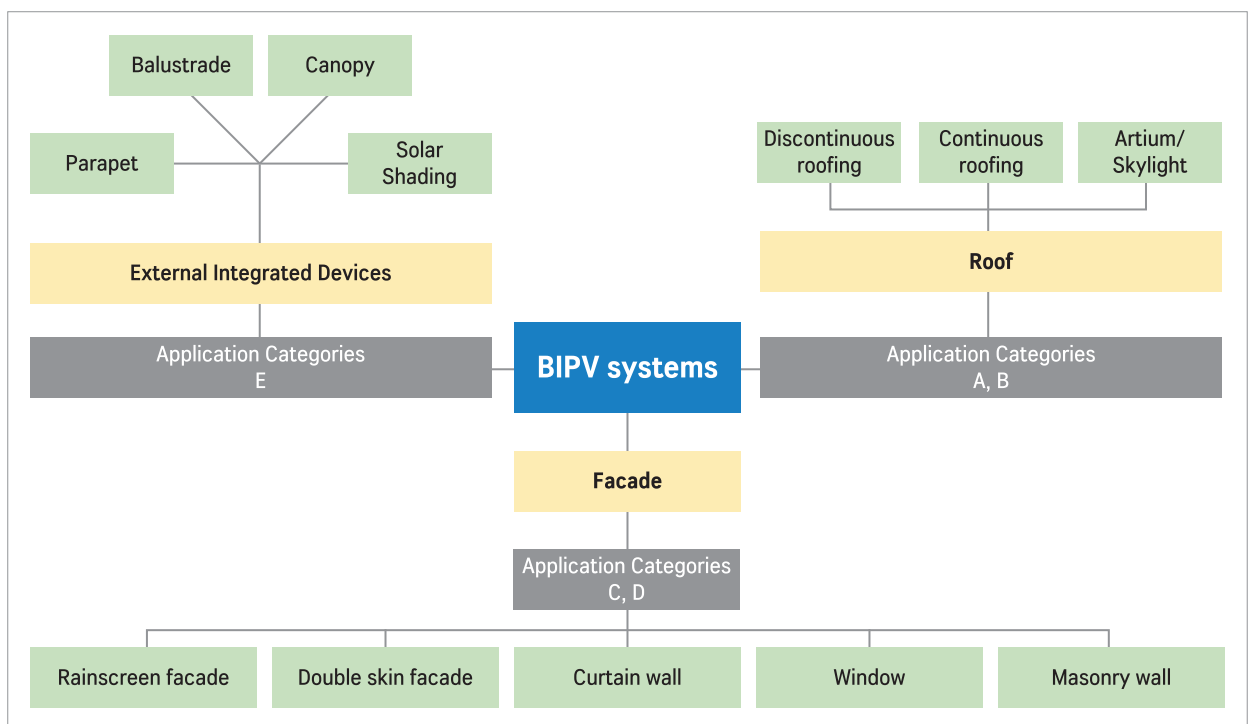 Balustrade
Canopy
Parapet
Solar
Shading
External Integrated Devices
Application Categories
E
Discontinuous
roofing
Continuous
roofing
Artium/
Skylight
Roof
Application Categories
A, B
BIPV systems
Facade
Application Categories
C, D
Rainscreen facade
Double skin facade
Curtain wall
Window
Masonry wall